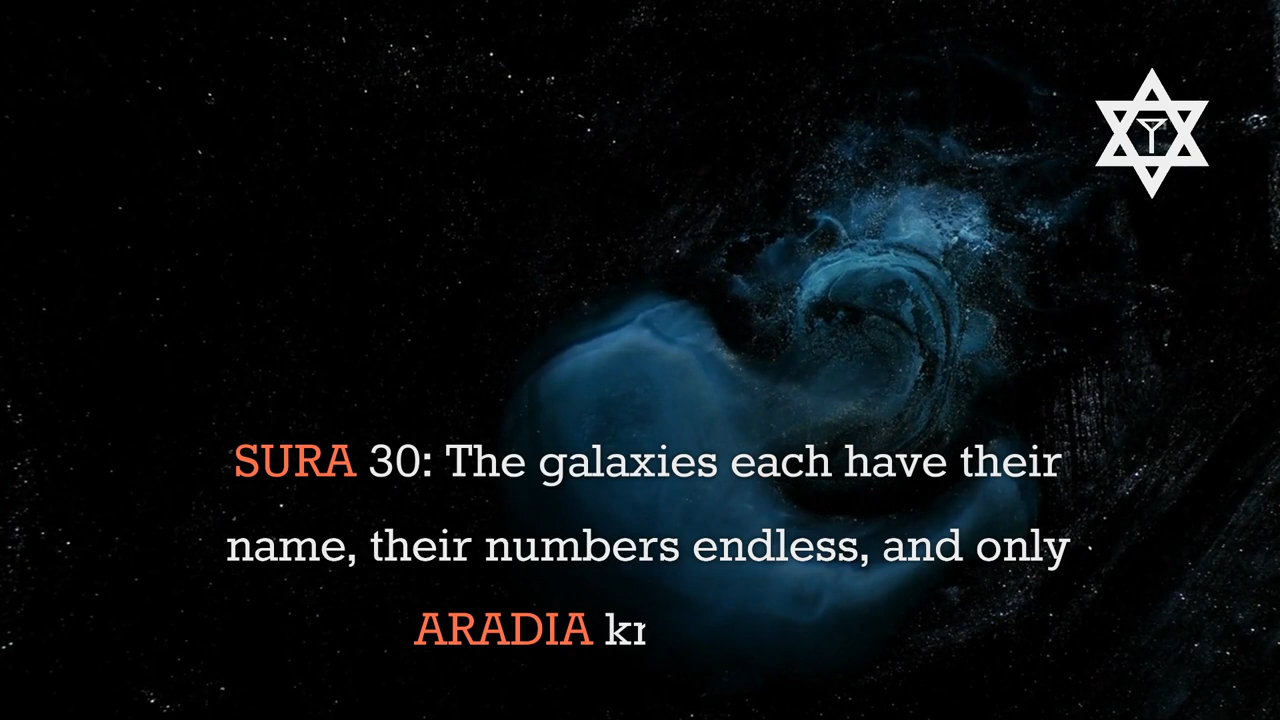 SURA 30: The galaxies each have their
name, their numbers endless, and only
ARADIA